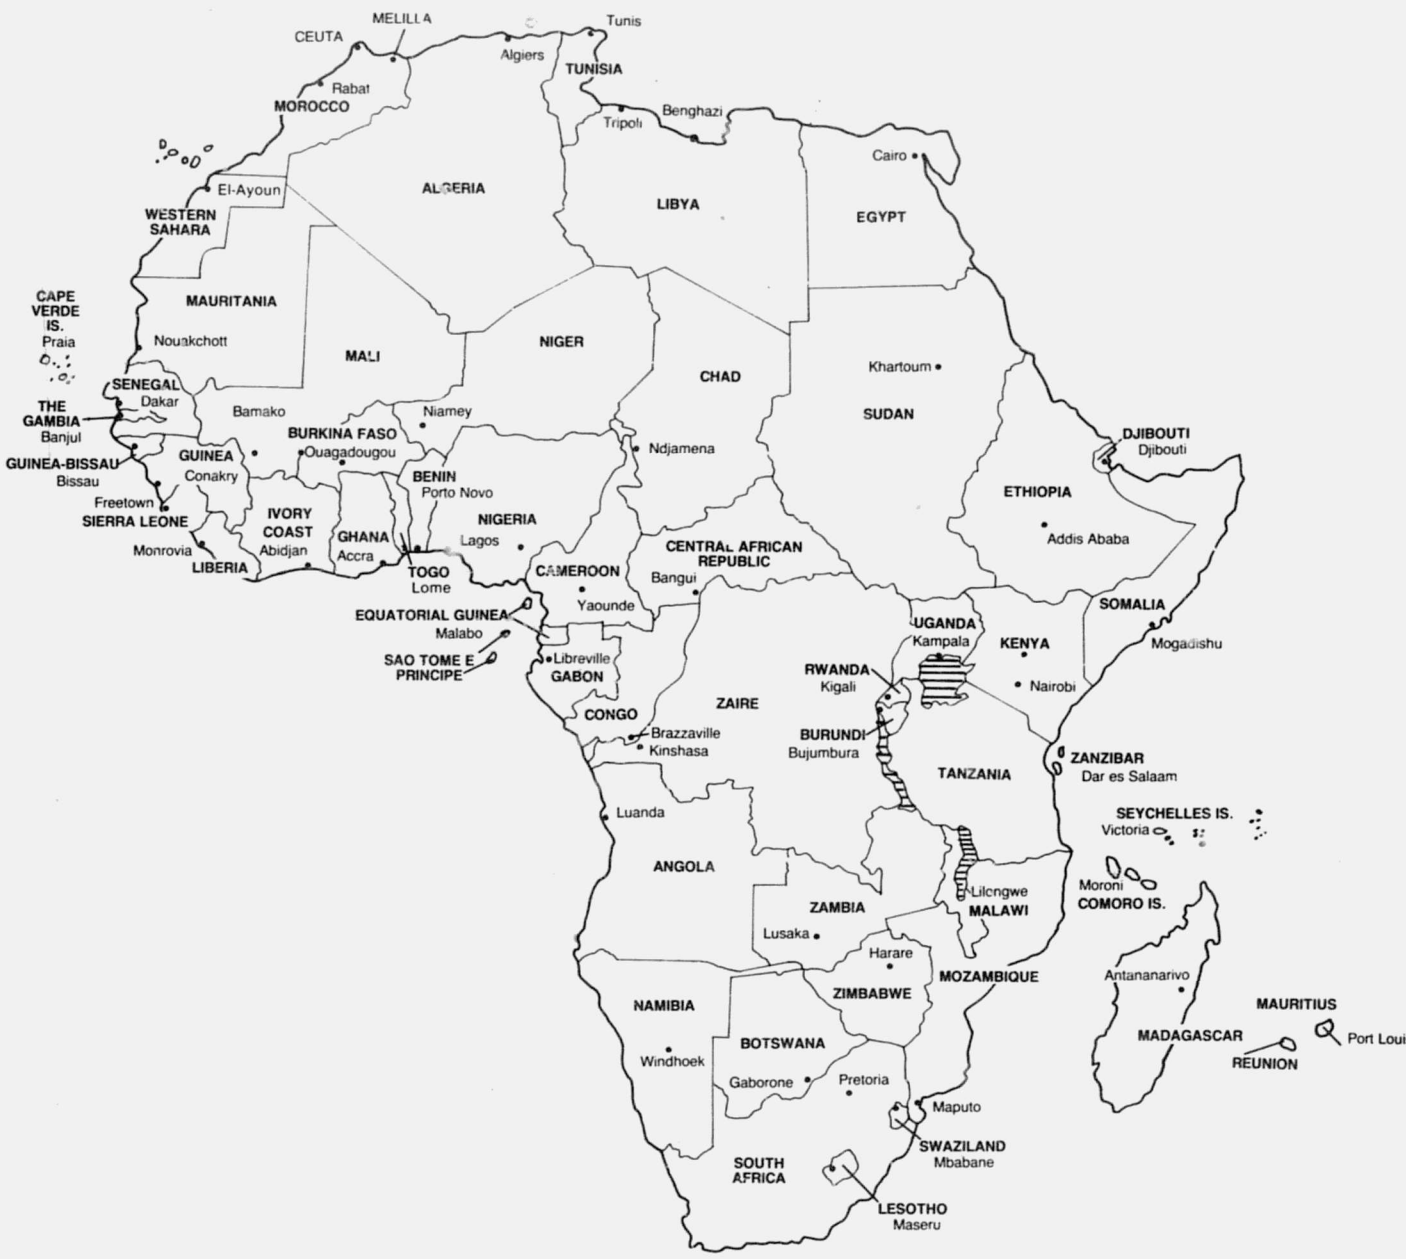 MELILLA
Tunis
CEUTA
Algiers
TUNISIA
Rabat
MOROCCO
Benghazi
Tripoli
Cairo
El-Ayoun
ALGERIA
LIBYA
EGYPT
WESTERN
SAHARA
CAPE
VERDE
IS.
Praia
MAURITANIA
Nouakchott
MALI
NIGER
CHAD
Khartoum
SUDAN
SENEGAL
Dakar
THE
GAMBIA
Banjul
Bamako
Niamey
BURKINA FASO
Ouagadougou
DJIBOUTI
Djibouti
GUINEA-BISSAU
Bissau
GUINEA
Conakry
BENIN
Porto Novo
Ndjamena
ETHIOPIA
Addis Ababa
Freetown
SIERRA LEONE
IVORY
COAST
Abidjan
GHANA
Accra
NIGERIA
Lagos
Monrovia
LIBERIA
TOGO
Lome
CAMEROON
Yaounde
CENTRAL AFRICAN
REPUBLIC
Bangui
EQUATORIAL GUINEA
Malabo
SOMALIA
Mogadishu
UGANDA
Kampala
KENYA
Nairobi
SAO TOME E
PRINCIPE
Libreville
GABON
RWANDA
Kigali
ZAIRE
CONGO
Brazzaville
Kinshasa
BURUNDI
Bujumbura
TANZANIA
ZANZIBAR
Dar es Salaam
Luanda
SEYCHELLES IS.
Victoria
ANGOLA
Lilongwe
MALAWI
Moroni
COMORO IS.
ZAMBIA
Lusaka
Harare
ZIMBABWE
MOZAMBIQUE
Antananarivo
MADAGASCAR
MAURITIUS
Port Loui
REUNION
NAMIBIA
Windhoek
BOTSWANA
Gaborone
Pretoria
Maputo
SWAZILAND
Mbabane
SOUTH
AFRICA
LESOTHO
Maseru